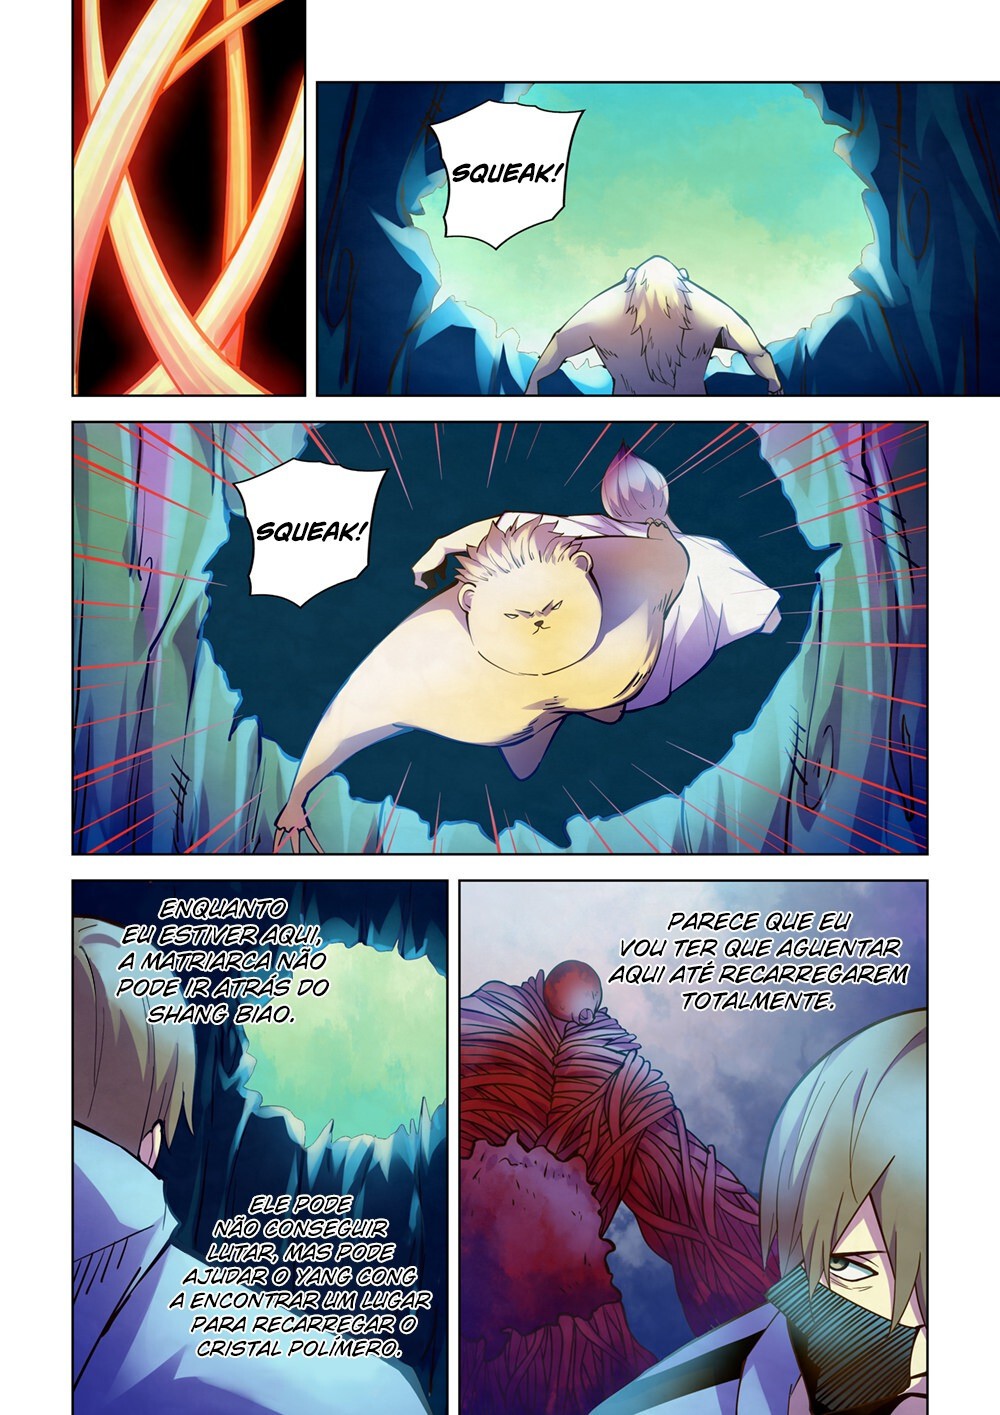 SQUEAK!
SQUEAK!
ENQUANTO
EU ESTIVER AQUI,
A MATRIARCA NÃO
PODE IR ATRÁS DO
SHANG BIAO.
ELE PODE
NÃO CONSEGUIR
LUTAR, MAS PODE
AJUDAR O YANG CONG
A ENCONTRAR UM LUGAR
PARA RECARREGAR O
CRISTAL POLÍMERO.
PARECE QUE EU
VOU TER QUE AGUENTAR
AQUI ATÉ RECARREGAREM
TOTALMENTE.